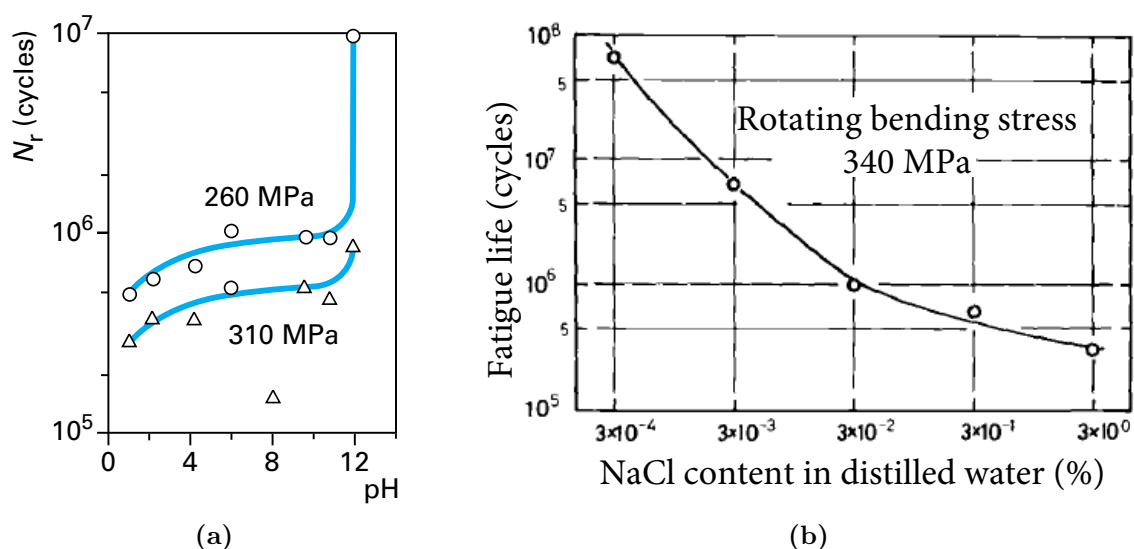 10⁷
10⁶
10⁵
N_r (cycles)
260 MPa
310 MPa
0 4 8 12
pH
(a)
10⁸
5
10⁷
5
10⁶
5
10⁵
Fatigue life (cycles)
Rotating bending stress
340 MPa
3×10⁻⁴ 3×10⁻³ 3×10⁻² 3×10⁻¹ 3×10⁰
NaCl content in distilled water (%)
(b)